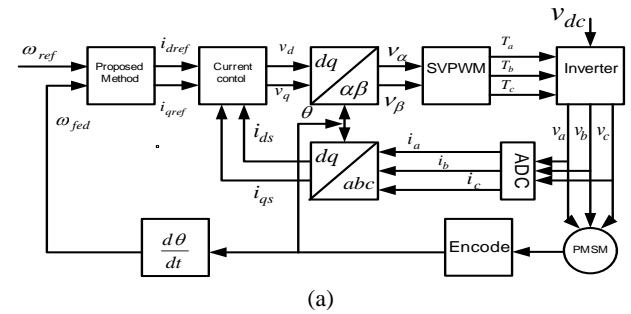 ω_ref
ω_fed
Proposed
Method
i_dref
i_qref
Current
contol
v_d
v_q
dq
αβ
θ
v_α
v_β
SVPWM
T_a
T_b
T_c
v_dc
Inverter
v_a v_b v_c
i_ds
i_qs
dq
abc
i_a
i_b
i_c
ADC
dθ
dt
Encode
PMSM
(a)